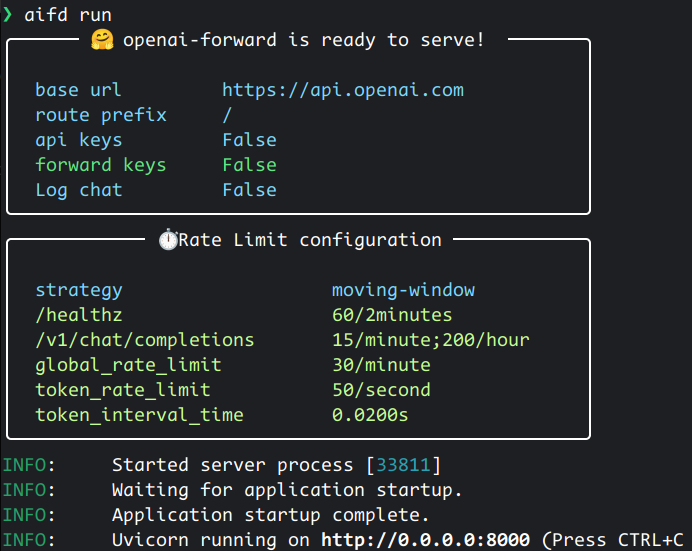 ❯ aifd run
🤗 openai-forward is ready to serve!
base url https://api.openai.com
route prefix /
api keys False
forward keys False
Log chat False
⏱️Rate Limit configuration
strategy moving-window
/healthz 60/2minutes
/v1/chat/completions 15/minute;200/hour
global_rate_limit 30/minute
token_rate_limit 50/second
token_interval_time 0.0200s
INFO: Started server process [33811]
INFO: Waiting for application startup.
INFO: Application startup complete.
INFO: Uvicorn running on http://0.0.0.0:8000 (Press CTRL+C